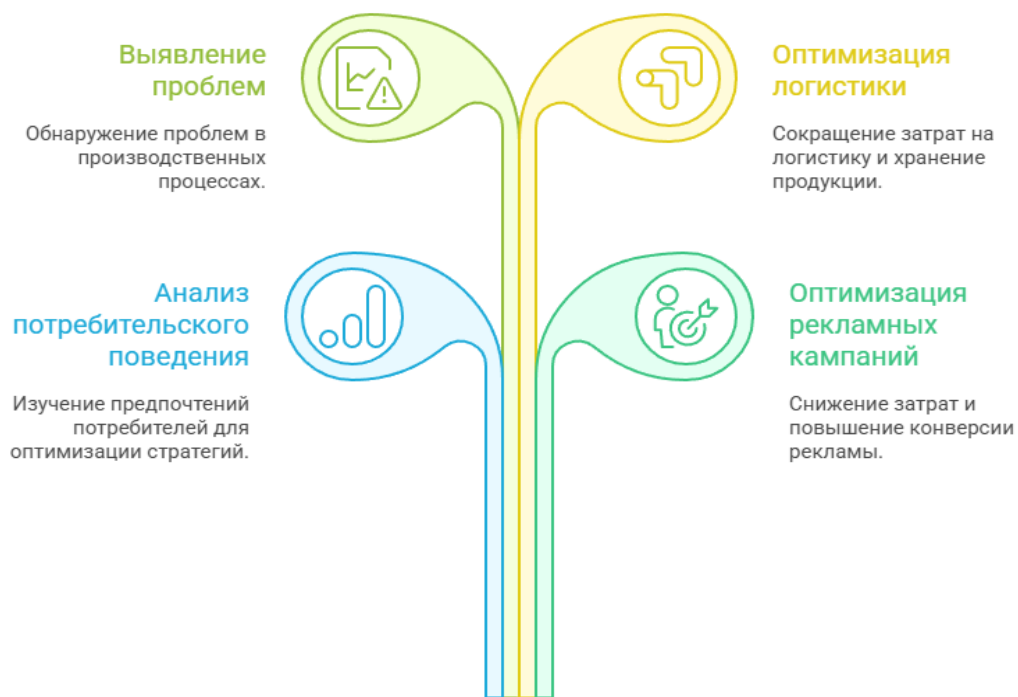 Выявление
проблем
Обнаружение проблем в
производственных
процессах.
Оптимизация
логистики
Сокращение затрат на
логистику и хранение
продукции.
Анализ
потребительского
поведения
Изучение предпочтений
потребителей для
оптимизации стратегий.
Оптимизация
рекламных
кампаний
Снижение затрат и
повышение конверсии
рекламы.